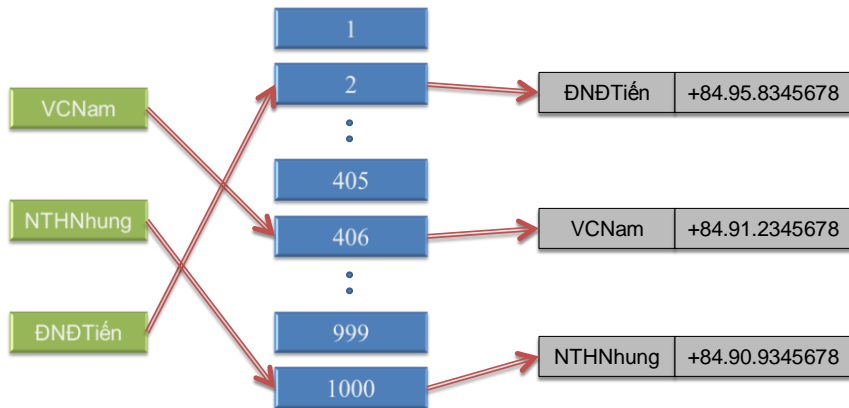 VCNam
NTHNhung
ĐNĐTiến
1
2
405
406
999
1000
ĐNĐTiến +84.95.8345678
VCNam +84.91.2345678
NTHNhung +84.90.9345678